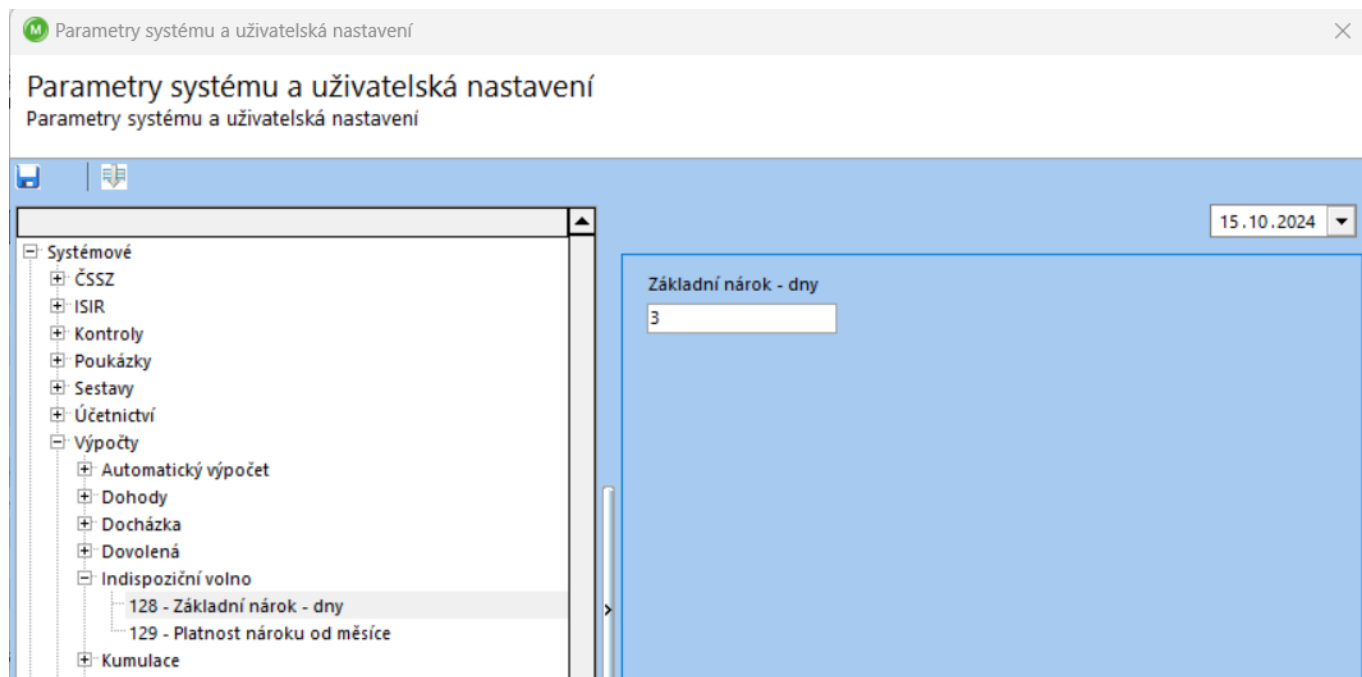 M Parametry systému a uživatelská nastavení
Parametry systému a uživatelská nastavení
Parametry systému a uživatelská nastavení
15.10.2024
Systémové
ČSSZ
ISIR
Kontroly
Poukázky
Sestavy
Účetnictví
Výpočty
Automatický výpočet
Dohody
Docházka
Dovolená
Indispoziční volno
128 - Základní nárok - dny
129 - Platnost nároku od měsíce
Kumulace
Základní nárok - dny
3